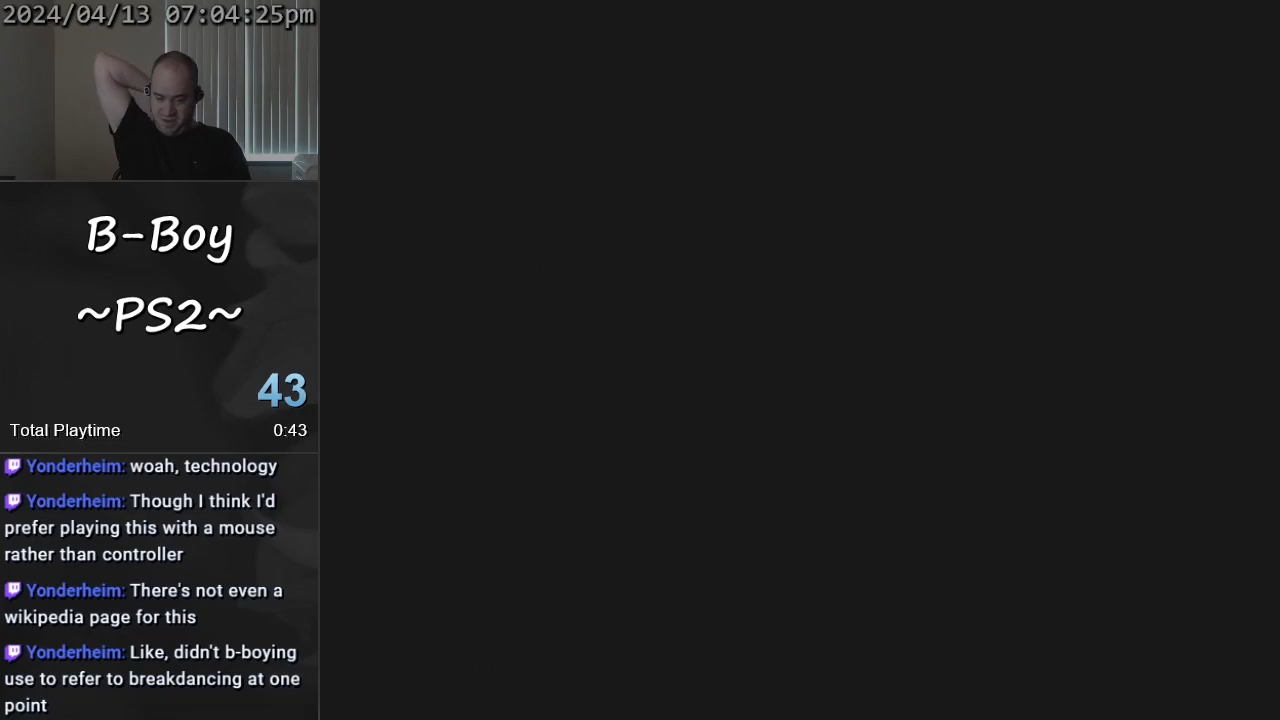 2024/04/13 07:04:25pm
B-Boy
~PS2~
43
Total Playtime 0:43
Yonderheim: woah, technology
Yonderheim: Though I think I'd
prefer playing this with a mouse
rather than controller
Yonderheim: There's not even a
wikipedia page for this
Yonderheim: Like, didn't b-boying
use to refer to breakdancing at one
point